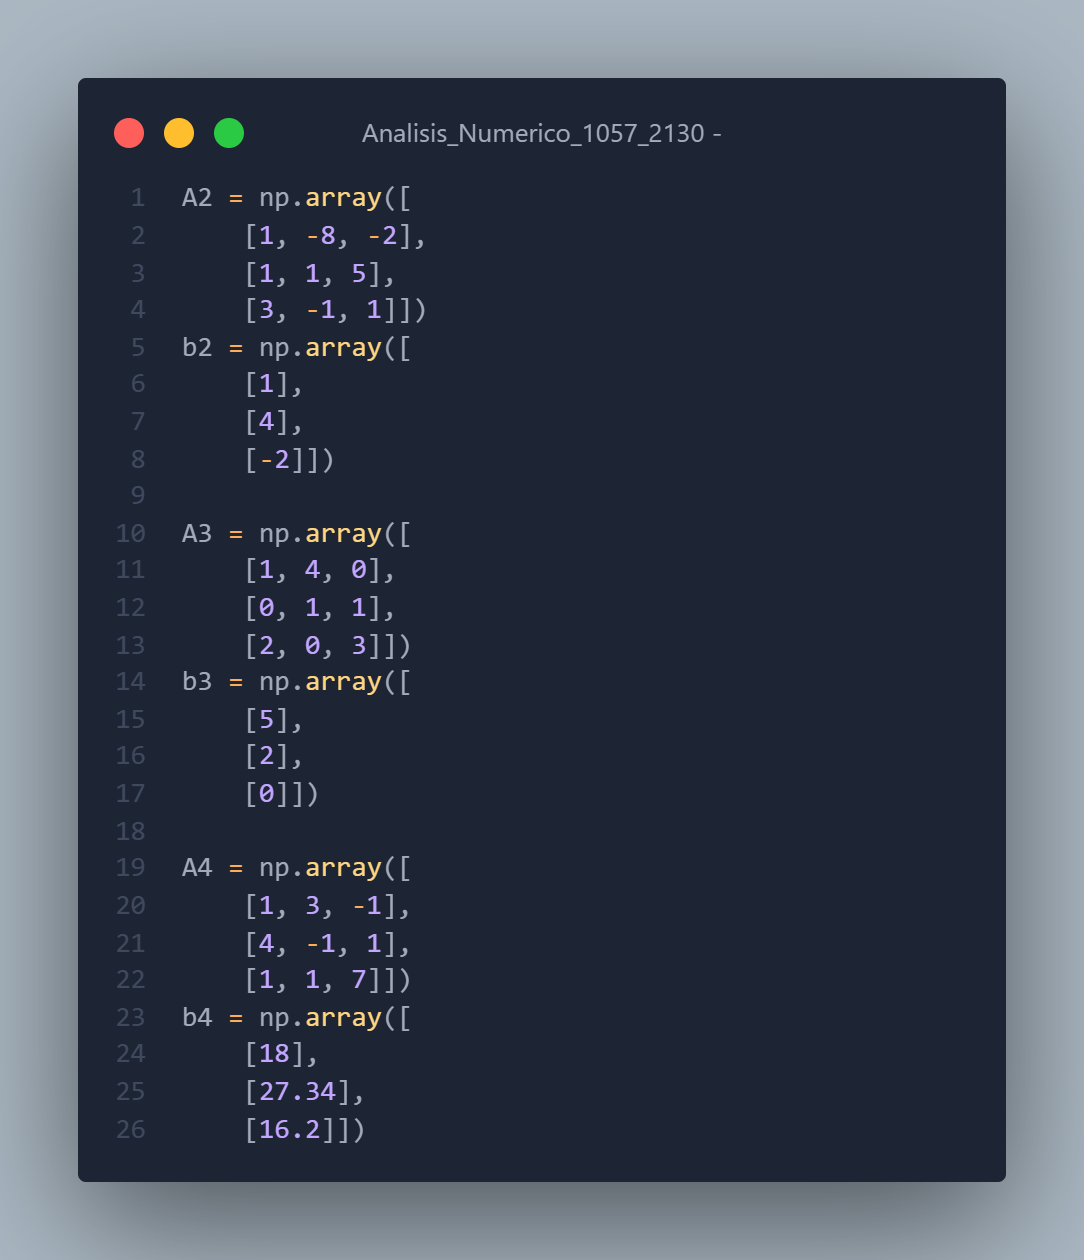 Analisis_Numerico_1057_2130 -
1 A2 = np.array([
2     [1, -8, -2],
3     [1, 1, 5],
4     [3, -1, 1]])
5 b2 = np.array([
6     [1],
7     [4],
8     [-2]])
9
10 A3 = np.array([
11     [1, 4, 0],
12     [0, 1, 1],
13     [2, 0, 3]])
14 b3 = np.array([
15     [5],
16     [2],
17     [0]])
18
19 A4 = np.array([
20     [1, 3, -1],
21     [4, -1, 1],
22     [1, 1, 7]])
23 b4 = np.array([
24     [18],
25     [27.34],
26     [16.2]])